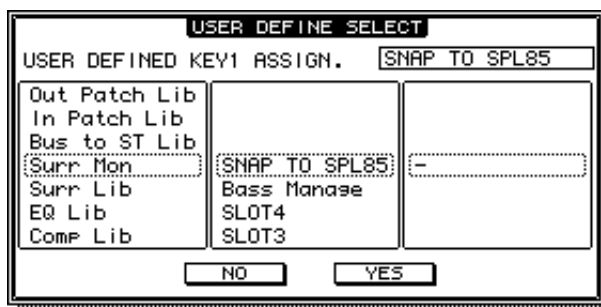 USER DEFINE SELECT
USER DEFINED KEY1 ASSIGN. SNAP TO SPL85
Out Patch Lib
In Patch Lib
Bus to ST Lib
Surr Mon SNAP TO SPL85 -
Surr Lib Bass Manage
EQ Lib SLOT4
Comp Lib SLOT3
NO YES